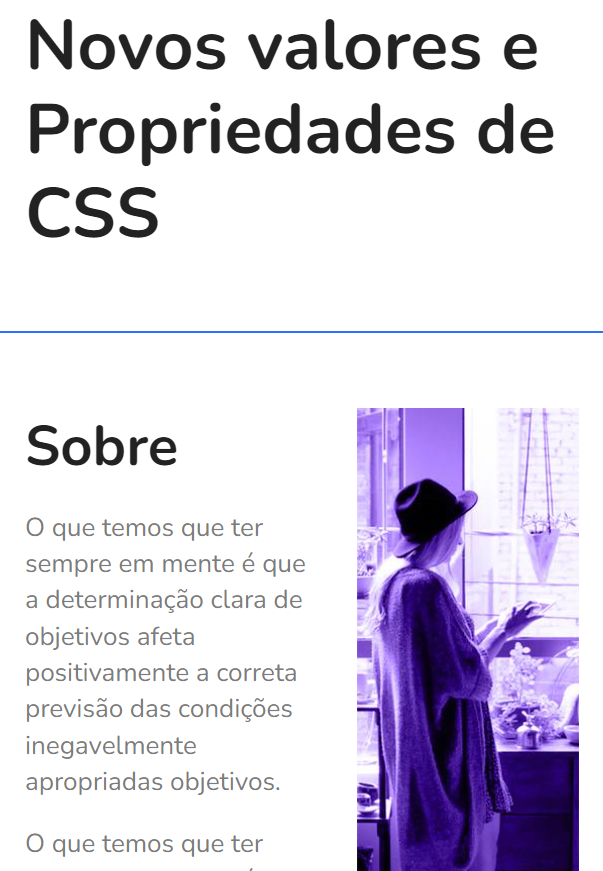 Novos valores e
Propriedades de
CSS
Sobre
O que temos que ter
sempre em mente é que
a determinação clara de
objetivos afeta
positivamente a correta
previsão das condições
inegavelmente
apropriadas objetivos.
O que temos que ter